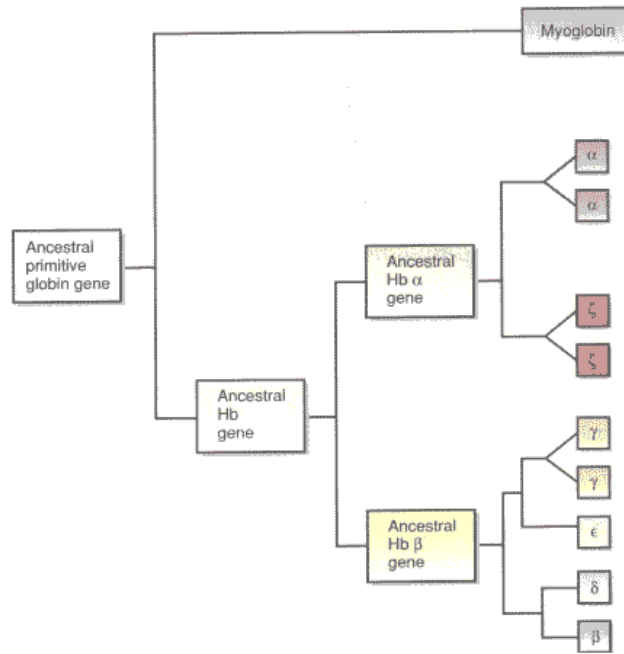 Myoglobin
α
α
Ancestral
primitive
globin gene
Ancestral
Hb α
gene
ζ
ζ
Ancestral
Hb
gene
γ
γ
ϵ
Ancestral
Hb β
gene
δ
β